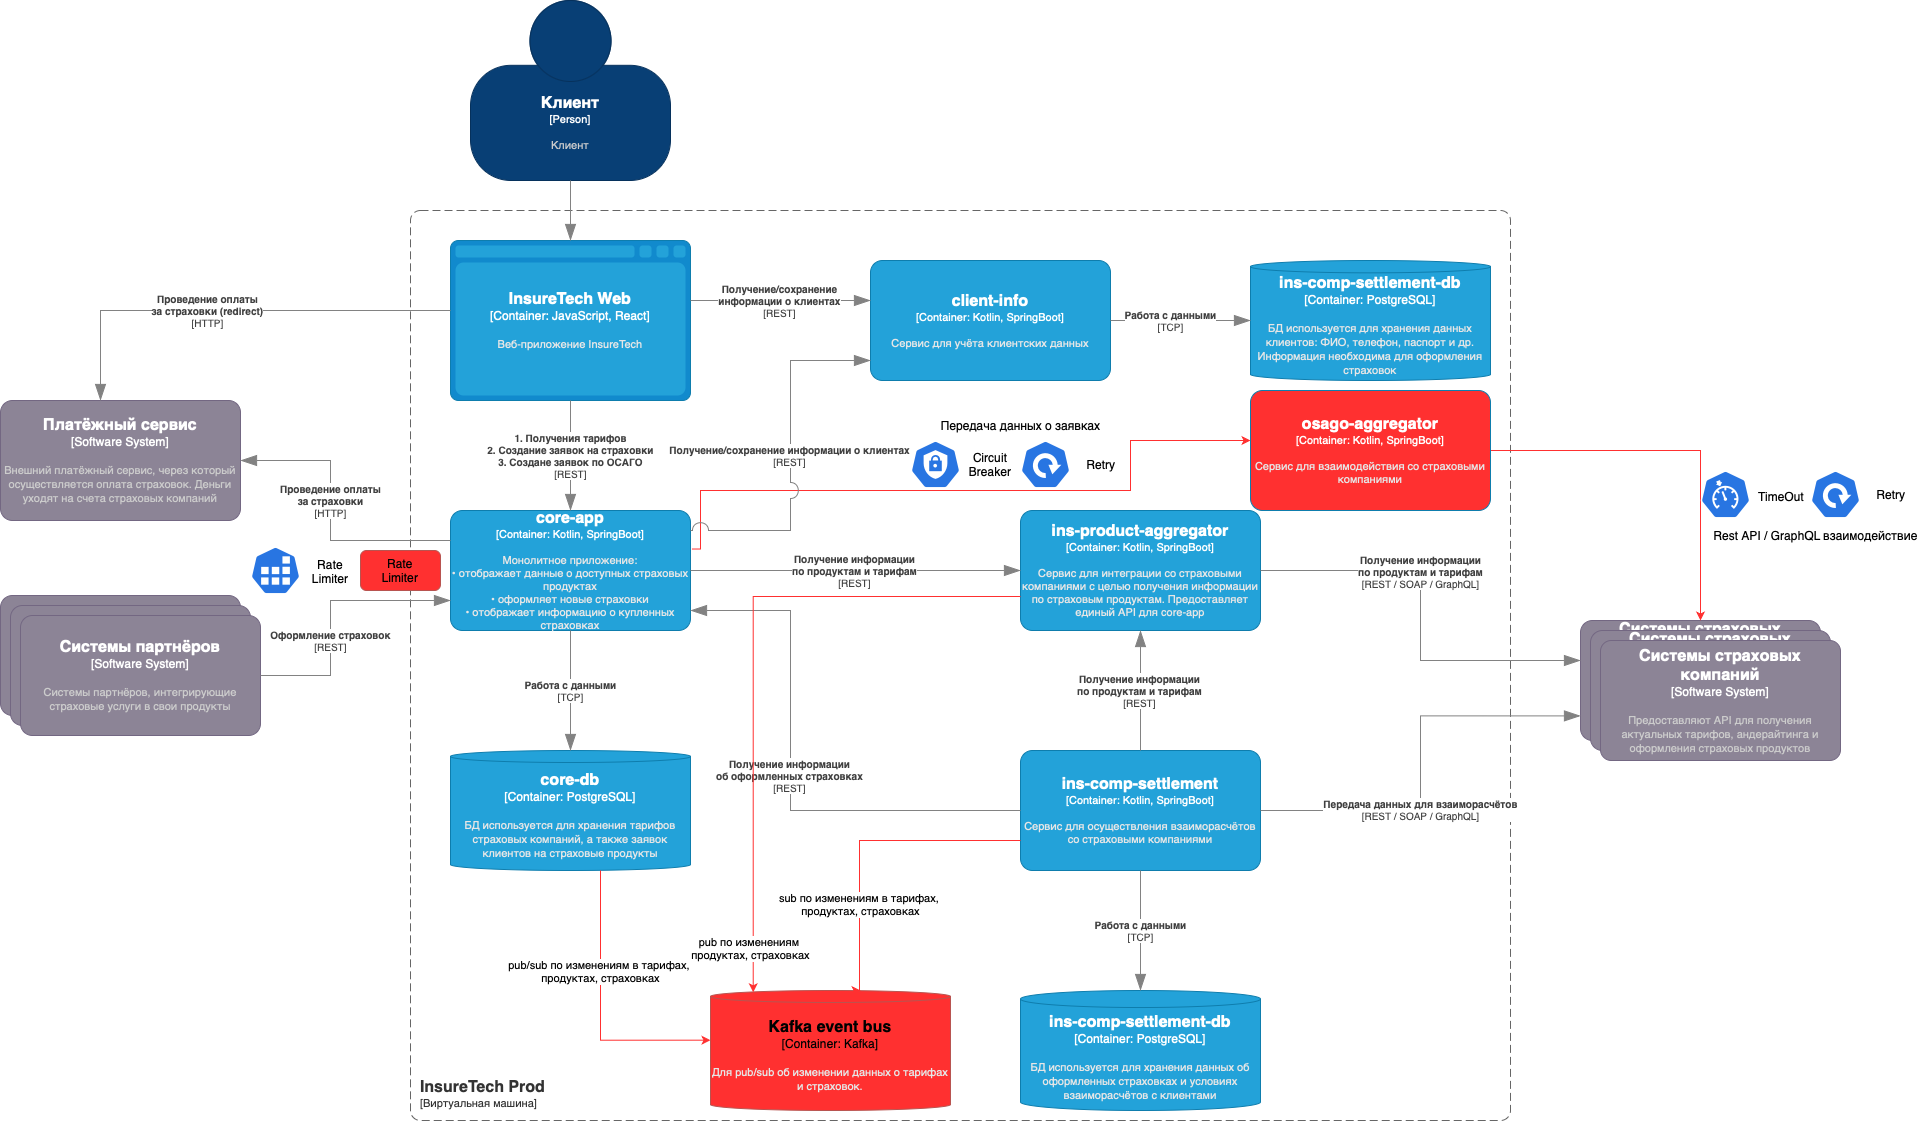 Клиент
[Person]
Клиент
InsureTech Web
[Container: JavaScript, React]
Веб-приложение InsureTech
Получение/сохранение
информации о клиентах
[REST]
client-info
[Container: Kotlin, SpringBoot]
Сервис для учёта клиентских данных
Работа с данными
[TCP]
ins-comp-settlement-db
[Container: PostgreSQL]
БД используется для хранения данных
клиентов: ФИО, телефон, паспорт и др.
Информация необходима для оформления
страховок
Проведение оплаты
за страховки (redirect)
[HTTP]
Платёжный сервис
[Software System]
Внешний платёжный сервис, через который
осуществляется оплата страховок. Деньги
уходят на счета страховых компаний
1. Получения тарифов
2. Создание заявок на страховки
3. Создане заявок по ОСАГО
[REST]
Получение/сохранение информации о клиентах
[REST]
Передача данных о заявках
Circuit
Breaker
Retry
osago-aggregator
[Container: Kotlin, SpringBoot]
Сервис для взаимодействия со страховыми
компаниями
TimeOut
Retry
Rest API / GraphQL взаимодействие
Проведение оплаты
за страховки
[HTTP]
Rate
Limiter
Rate
Limiter
core-app
[Container: Kotlin, SpringBoot]
Монолитное приложение:
• отображает данные о доступных страховых
продуктах
• оформляет новые страховки
• отображает информацию о купленных
страховках
Получение информации
по продуктам и тарифам
[REST]
ins-product-aggregator
[Container: Kotlin, SpringBoot]
Сервис для интеграции со страховыми
компаниями с целью получения информации
по страховым продуктам. Предоставляет
единый API для core-app
Получение информации
по продуктам и тарифам
[REST / SOAP / GraphQL]
Системы партнёров
[Software System]
Системы партнёров, интегрирующие
страховые услуги в свои продукты
Оформление страховок
[REST]
Системы страховых
Системы страховых
Системы страховых
компаний
[Software System]
Предоставляют API для получения
актуальных тарифов, андерайтинга и
оформления страховых продуктов
Работа с данными
[TCP]
Получение информации
по продуктам и тарифам
[REST]
core-db
[Container: PostgreSQL]
БД используется для хранения тарифов
страховых компаний, а также заявок
клиентов на страховые продукты
Получение информации
об оформленных страховках
[REST]
ins-comp-settlement
[Container: Kotlin, SpringBoot]
Сервис для осуществления взаиморасчётов
со страховыми компаниями
Передача данных для взаиморасчётов
[REST / SOAP / GraphQL]
sub по изменениям в тарифах,
продуктах, страховках
pub по изменениям
продуктах, страховках
pub/sub по изменениям в тарифах,
продуктах, страховках
Работа с данными
[TCP]
Kafka event bus
[Container: Kafka]
Для pub/sub об изменении данных о тарифах
и страховок.
ins-comp-settlement-db
[Container: PostgreSQL]
БД используется для хранения данных об
оформленных страховках и условиях
взаиморасчётов с клиентами
InsureTech Prod
[Виртуальная машина]